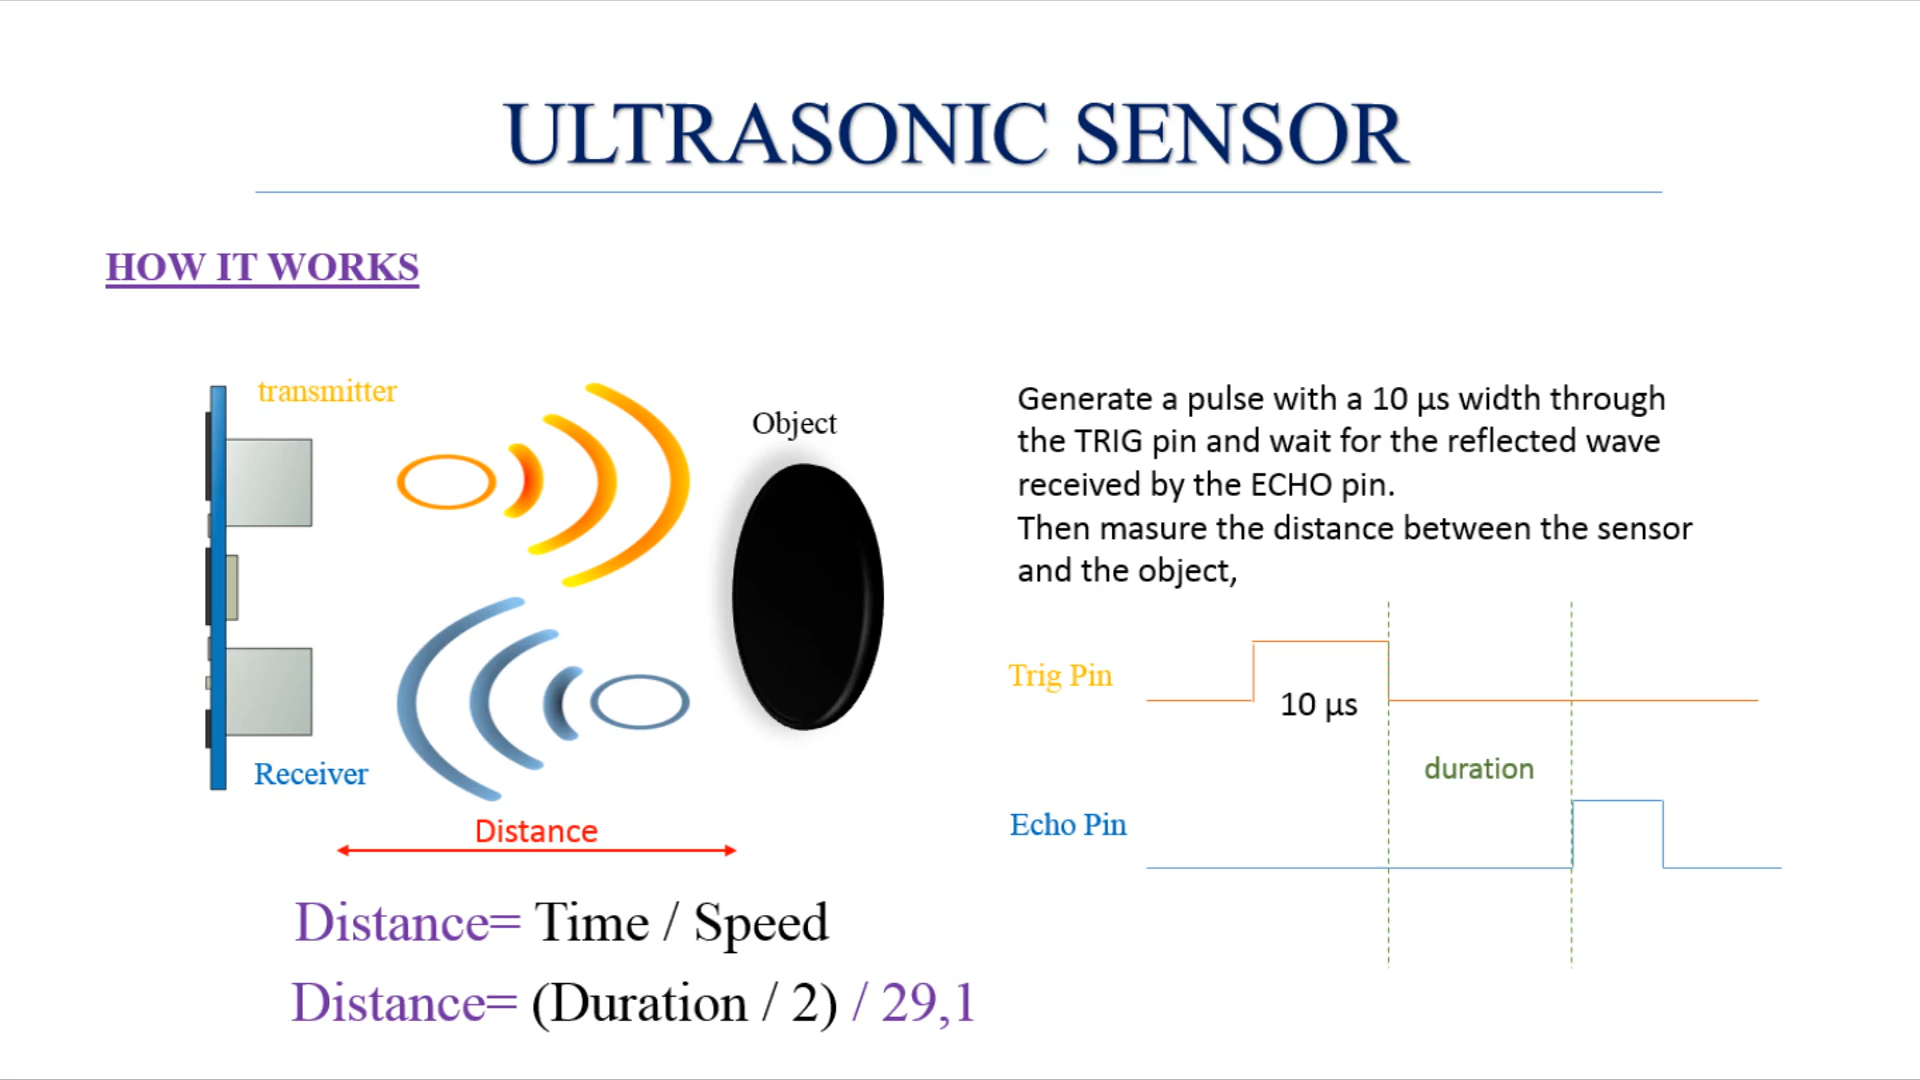 ULTRASONIC SENSOR
HOW IT WORKS
transmitter
Object
Receiver
Distance
Distance= Time / Speed
Distance= (Duration / 2) / 29,1
Generate a pulse with a 10 µs width through
the TRIG pin and wait for the reflected wave
received by the ECHO pin.
Then masure the distance between the sensor
and the object,
Trig Pin
10 µs
duration
Echo Pin